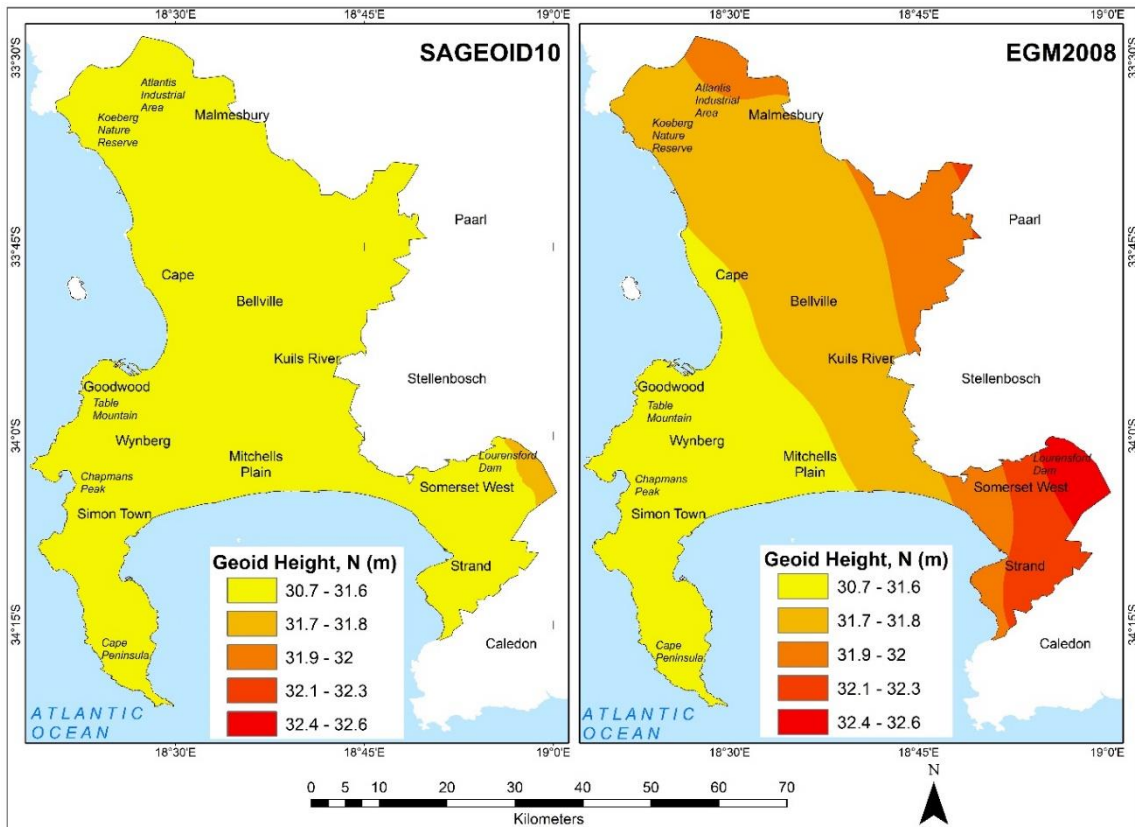 18°30'E 18°45'E 19°0'E 18°30'E 18°45'E 19°0'E
SAGEOID10
33°30'S
Atlantis
Industrial
Area
Koeberg
Nature
Reserve
Malmesbury
Paarl
33°45'S
Cape
Bellville
Kuils River
Stellenbosch
Goodwood
Table
Mountain
34°0'S
Wynberg
Mitchells
Plain
Lourensford
Dam
Chapmans
Peak
Somerset West
Simon Town
Strand
34°15'S
Cape
Peninsula
Caledon
Geoid Height, N (m)
30.7 - 31.6
31.7 - 31.8
31.9 - 32
32.1 - 32.3
32.4 - 32.6
ATLANTIC
OCEAN
18°30'E 18°45'E 19°0'E
EGM2008
33°30'S
Atlantis
Industrial
Area
Koeberg
Nature
Reserve
Malmesbury
Paarl
33°45'S
Cape
Bellville
Kuils River
Stellenbosch
Goodwood
Table
Mountain
34°0'S
Wynberg
Mitchells
Plain
Lourensford
Dam
Chapmans
Peak
Somerset West
Simon Town
Strand
34°15'S
Cape
Peninsula
Caledon
Geoid Height, N (m)
30.7 - 31.6
31.7 - 31.8
31.9 - 32
32.1 - 32.3
32.4 - 32.6
ATLANTIC
OCEAN
18°30'E 18°45'E 19°0'E
0 5 10 20 30 40 50 60 70
Kilometers
N